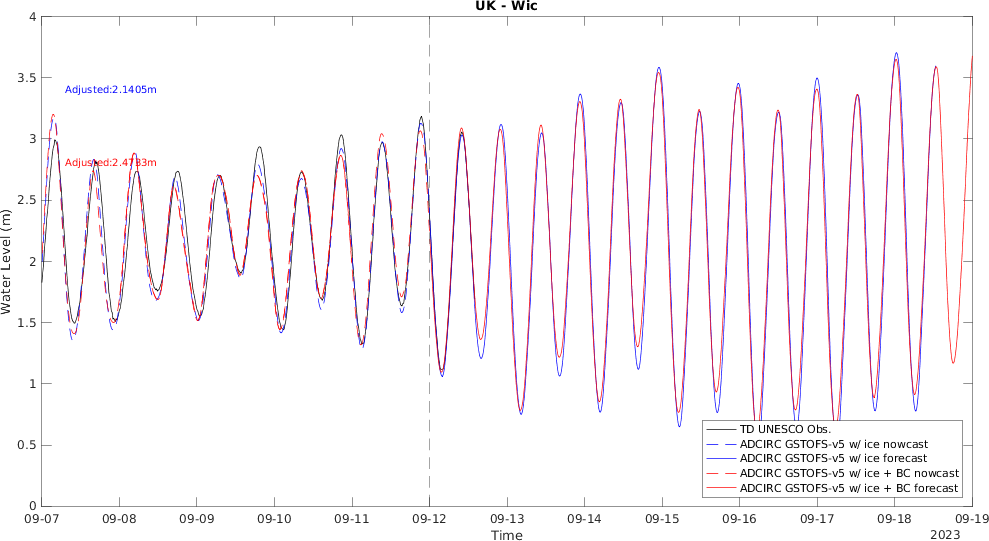 UK - Wic
4
3.5
3
2.5
2
1.5
1
0.5
0
Water Level (m)
Adjusted:2.1405m
Adjusted:2.4733m
TD UNESCO Obs.
ADCIRC GSTOFS-v5 w/ ice nowcast
ADCIRC GSTOFS-v5 w/ ice forecast
ADCIRC GSTOFS-v5 w/ ice + BC nowcast
ADCIRC GSTOFS-v5 w/ ice + BC forecast
09-07 09-08 09-09 09-10 09-11 09-12 09-13 09-14 09-15 09-16 09-17 09-18 09-19
Time
2023